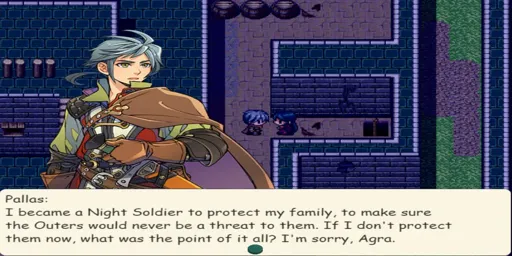 Pallas:
I became a Night Soldier to protect my family, to make sure
the Outers would never be a threat to them. If I don't protect
them now, what was the point of it all? I'm sorry, Agra.